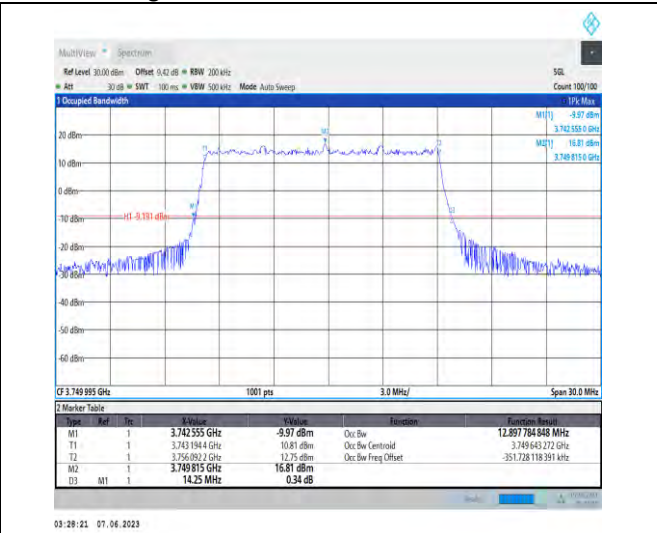 MultiView Spectrum
Ref Level 30.00 dBm Offset 9.42 dB RBW 200 kHz SGL
Att 30 dB SWT 100 ms VBW 500 kHz Mode Auto Sweep Count 100/100
1 Occupied Bandwidth 1Pk Max
M1[1] -9.97 dBm
3.742 555 0 GHz
M2[1] 16.81 dBm
3.749 815 0 GHz
20 dBm
10 dBm
0 dBm
-10 dBm
H1 -9.191 dBm
-20 dBm
-30 dBm
-40 dBm
-50 dBm
-60 dBm
M1
T1
M2
T2
D3
CF 3.749 995 GHz 1001 pts 3.0 MHz/ Span 30.0 MHz
2 Marker Table
Type Ref Trc X-Value Y-Value Function Function Result
M1 1 3.742 555 GHz -9.97 dBm Occ Bw 12.897 784 848 MHz
T1 1 3.743 194 4 GHz 10.81 dBm Occ Bw Centroid 3.749 643 272 GHz
T2 1 3.756 092 2 GHz 12.75 dBm Occ Bw Freq Offset -351.728 118 391 kHz
M2 1 3.749 815 GHz 16.81 dBm
D3 M1 1 14.25 MHz 0.34 dB
03:28:21 07.06.2023